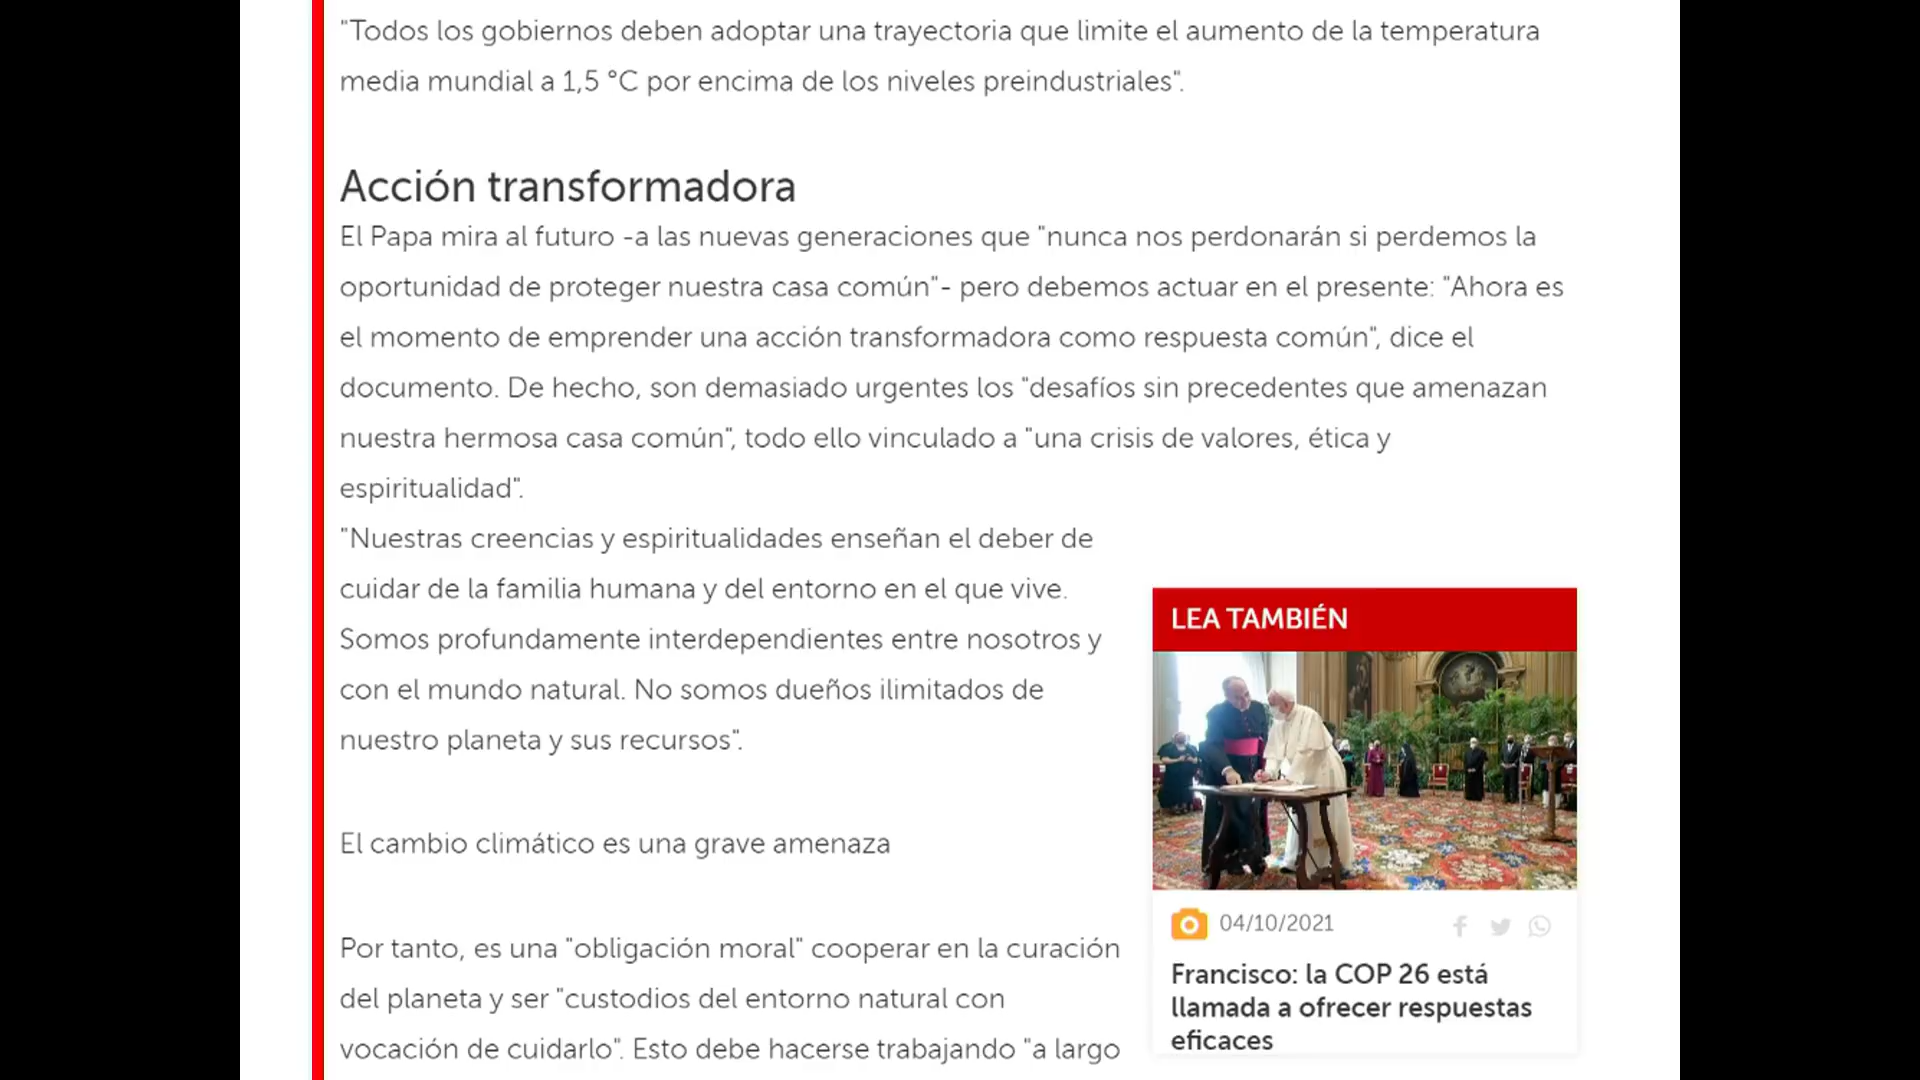 "Todos los gobiernos deben adoptar una trayectoria que limite el aumento de la temperatura
media mundial a 1,5 °C por encima de los niveles preindustriales".
Acción transformadora
El Papa mira al futuro -a las nuevas generaciones que "nunca nos perdonarán si perdemos la
oportunidad de proteger nuestra casa común"- pero debemos actuar en el presente: "Ahora es
el momento de emprender una acción transformadora como respuesta común", dice el
documento. De hecho, son demasiado urgentes los "desafíos sin precedentes que amenazan
nuestra hermosa casa común", todo ello vinculado a "una crisis de valores, ética y
espiritualidad".
"Nuestras creencias y espiritualidades enseñan el deber de
cuidar de la familia humana y del entorno en el que vive.
Somos profundamente interdependientes entre nosotros y
con el mundo natural. No somos dueños ilimitados de
nuestro planeta y sus recursos".
El cambio climático es una grave amenaza
Por tanto, es una "obligación moral" cooperar en la curación
del planeta y ser "custodios del entorno natural con
vocación de cuidarlo". Esto debe hacerse trabajando "a largo
LEA TAMBIÉN
04/10/2021
Francisco: la COP 26 está
llamada a ofrecer respuestas
eficaces